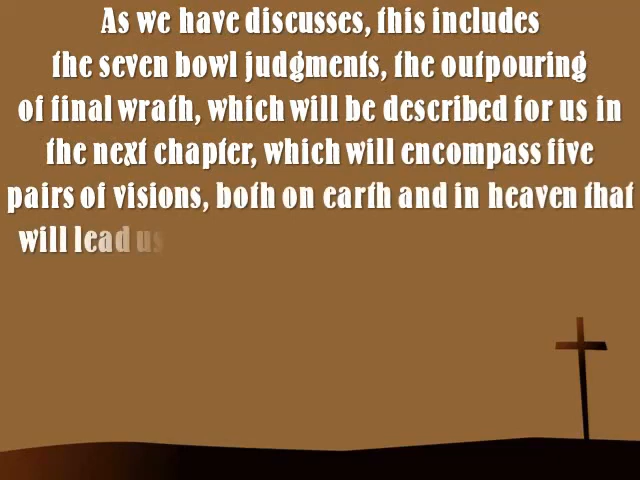 As we have discusses, this includes
the seven bowl judgments, the outpouring
of final wrath, which will be described for us in
the next chapter, which will encompass five
pairs of visions, both on earth and in heaven that
will lead us